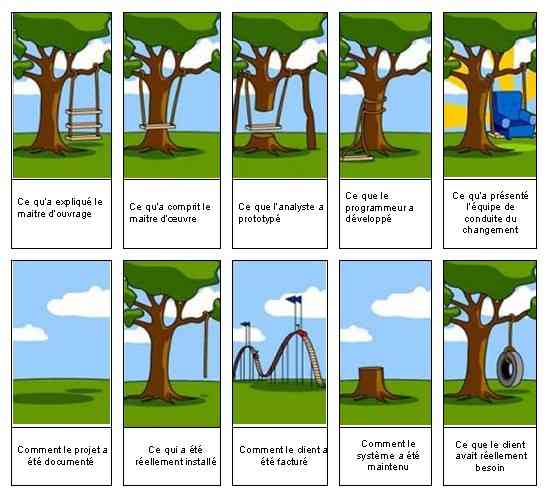 Ce qu'a expliqué le
maître d'ouvrage
Ce qu'a comprit le
maître d'œuvre
Ce que l'analyste a
prototypé
Ce que le
programmeur a
développé
Ce qu'a présenté
l'équipe de
conduite du
changement
Comment le projet a
été documenté
Ce qui a été
réellement installé
Comment le client a
été facturé
Comment le
système a été
maintenu
Ce que le client
avait réellement
besoin